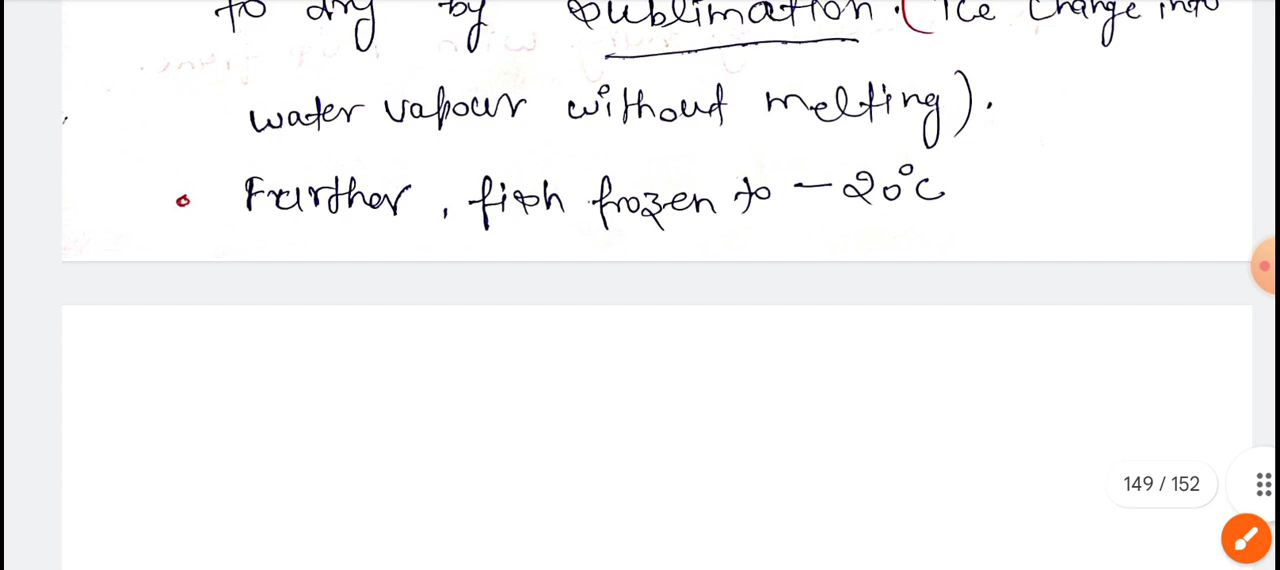 to dry by sublimation. (Ice change into
water vapour without melting).
• Further, fish frozen to -20°C
149 / 152